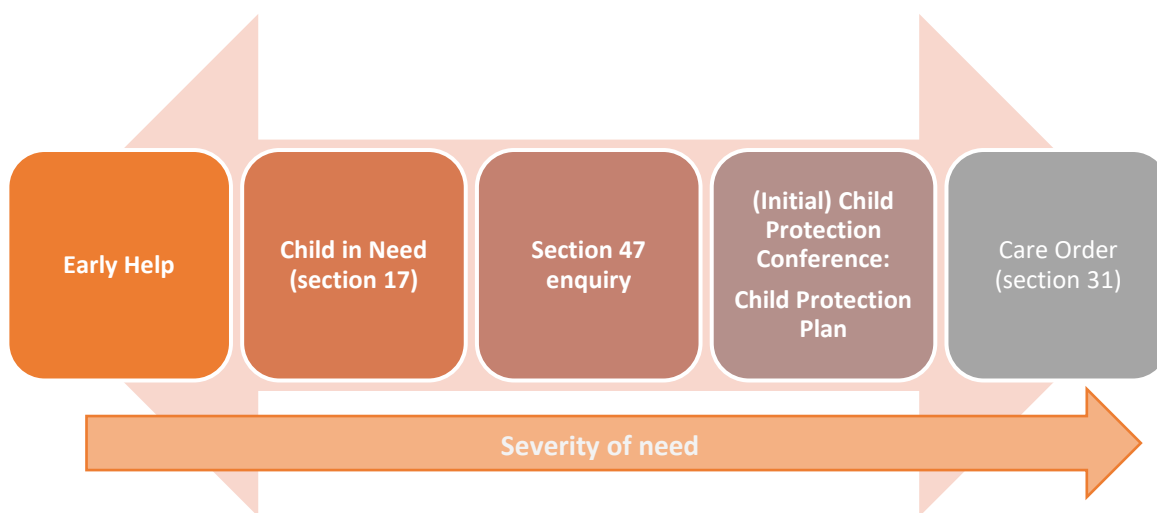 Early Help
Child in Need
(section 17)
Section 47
enquiry
(Initial) Child
Protection
Conference:
Child Protection
Plan
Care Order
(section 31)
Severity of need